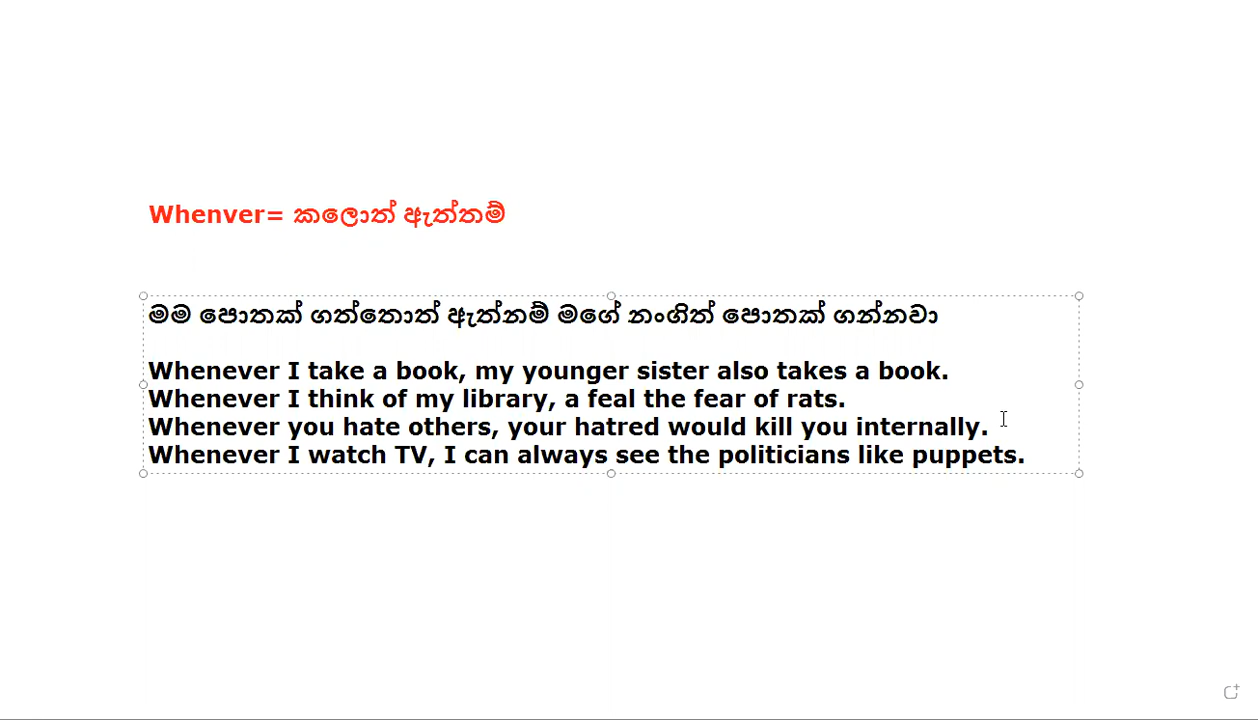 Whenver= කලොත් ඇත්තම්
මම පොතක් ගත්තොත් ඇත්නම් මගේ නංගිත් පොතක් ගන්නවා
Whenever I take a book, my younger sister also takes a book.
Whenever I think of my library, a feal the fear of rats.
Whenever you hate others, your hatred would kill you internally.
Whenever I watch TV, I can always see the politicians like puppets.